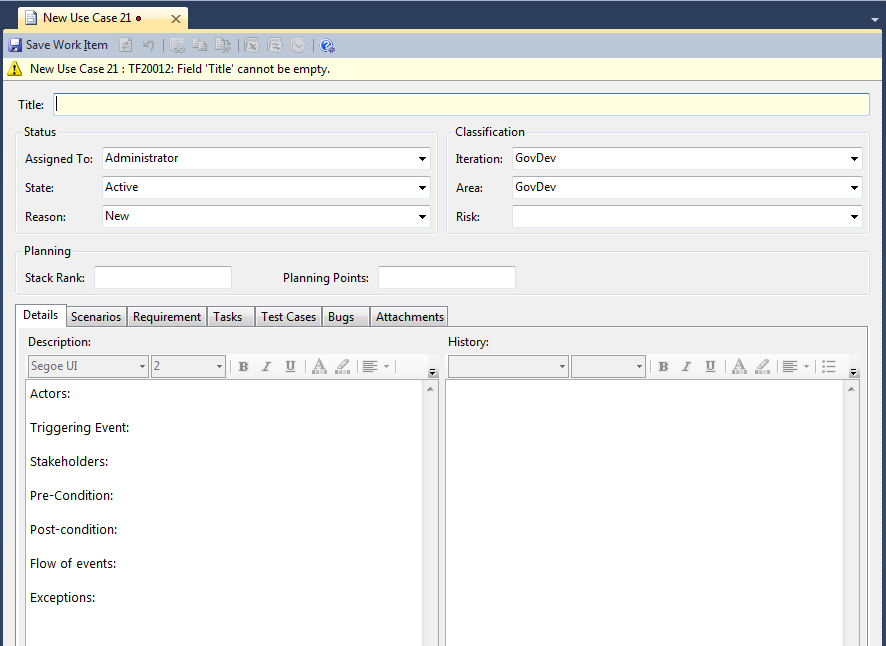 New Use Case 21
Save Work Item
New Use Case 21 : TF20012: Field 'Title' cannot be empty.
Title:
Status
Classification
Assigned To: Administrator
Iteration: GovDev
State: Active
Area: GovDev
Reason: New
Risk:
Planning
Stack Rank:
Planning Points:
Details Scenarios Requirement Tasks Test Cases Bugs Attachments
Description:
History:
Segoe UI 2 B I U A
B I U A
Actors:
Triggering Event:
Stakeholders:
Pre-Condition:
Post-condition:
Flow of events:
Exceptions: